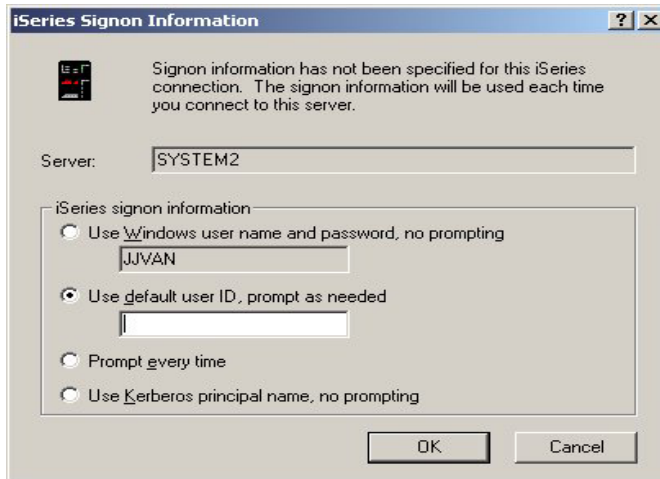 iSeries Signon Information
Signon information has not been specified for this iSeries
connection. The signon information will be used each time
you connect to this server.
Server:
SYSTEM2
iSeries signon information
Use Windows user name and password, no prompting
JJVAN
Use default user ID, prompt as needed
Prompt every time
Use Kerberos principal name, no prompting
OK Cancel